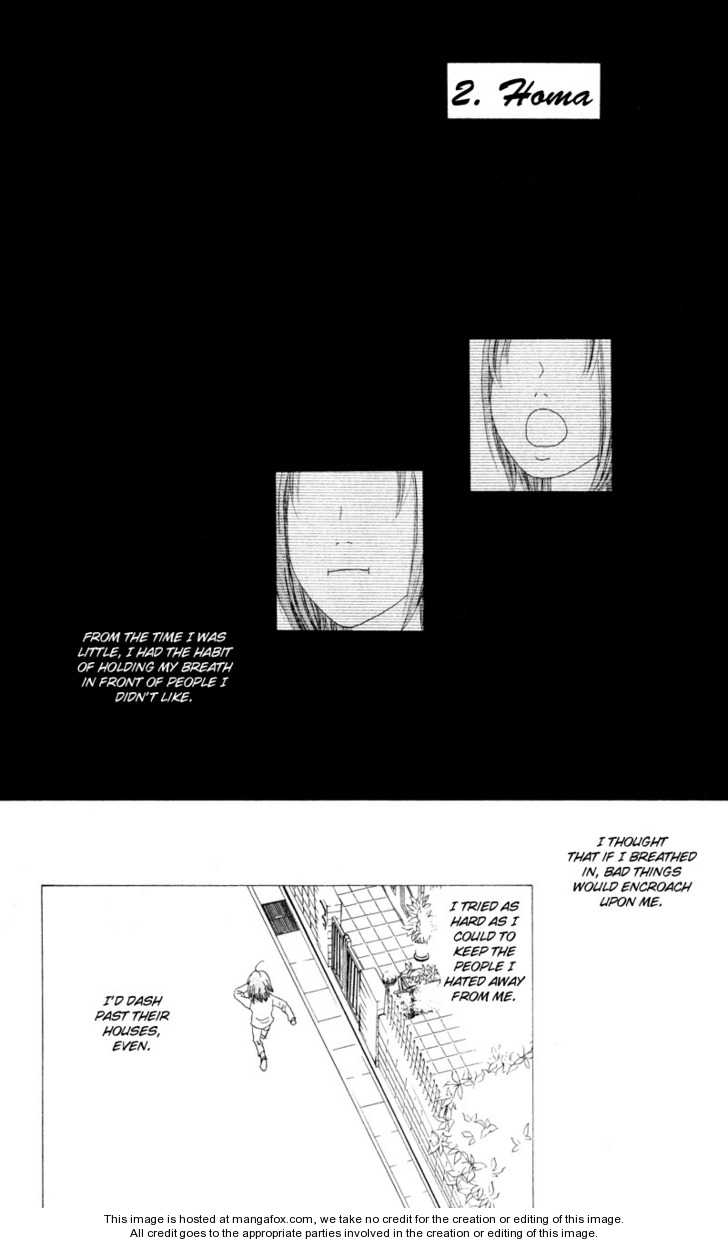 2. Homa
FROM THE TIME I WAS
LITTLE, I HAD THE HABIT
OF HOLDING MY BREATH
IN FRONT OF PEOPLE I
DIDN'T LIKE.
I THOUGHT
THAT IF I BREATHED
IN, BAD THINGS
WOULD ENCROACH
UPON ME.
I TRIED AS
HARD AS I
COULD TO
KEEP THE
PEOPLE I
HATED AWAY
FROM ME.
I'D DASH
PAST THEIR
HOUSES,
EVEN.
This image is hosted at mangafox.com, we take no credit for the creation or editing of this image.
All credit goes to the appropriate parties involved in the creation or editing of this image.